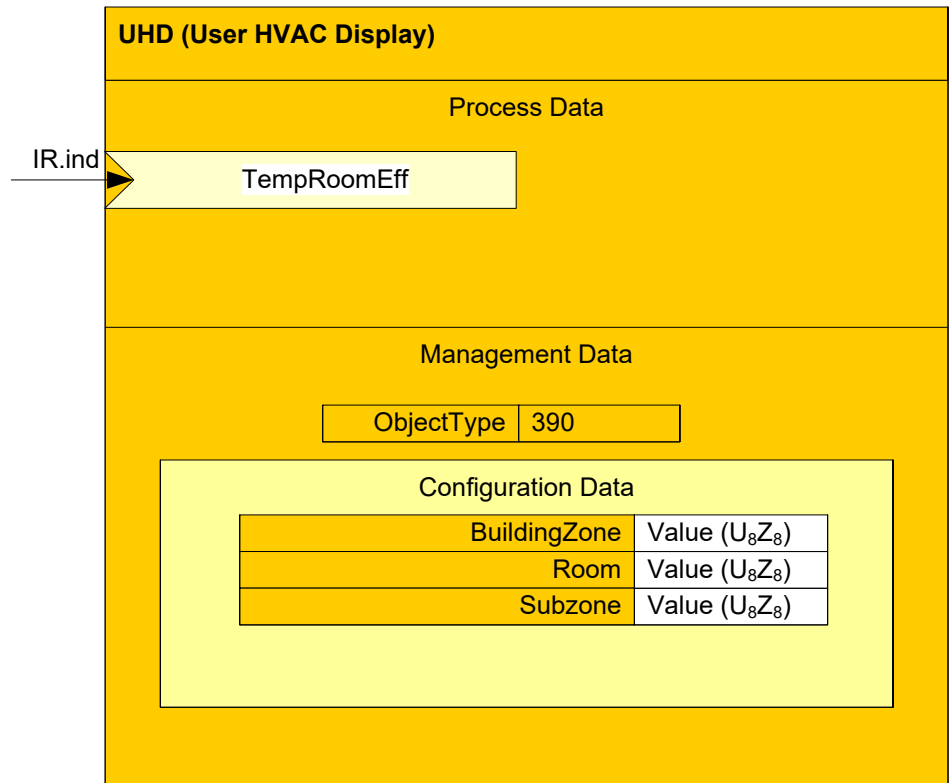 UHD (User HVAC Display)
Process Data
IR.ind
TempRoomEff
Management Data
ObjectType 390
Configuration Data
BuildingZone Value (U₈Z₈)
Room Value (U₈Z₈)
Subzone Value (U₈Z₈)